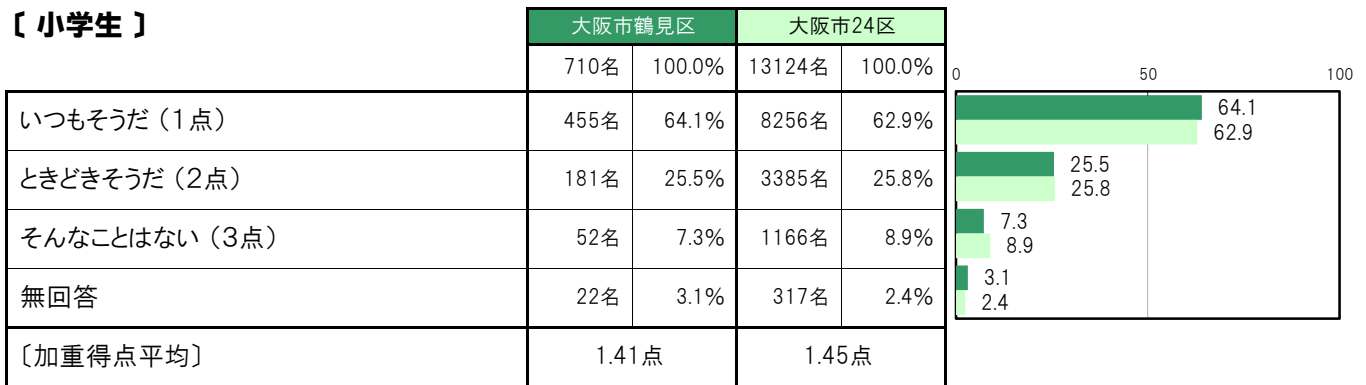 〔 小学生 〕
大阪市鶴見区 大阪市24区
710名 100.0% 13124名 100.0%
0 50 100
いつもそうだ（1点） 455名 64.1% 8256名 62.9%
64.1
62.9
ときどきそうだ（2点） 181名 25.5% 3385名 25.8%
25.5
25.8
そんなことはない（3点） 52名 7.3% 1166名 8.9%
7.3
8.9
無回答 22名 3.1% 317名 2.4%
3.1
2.4
〔加重得点平均〕 1.41点 1.45点